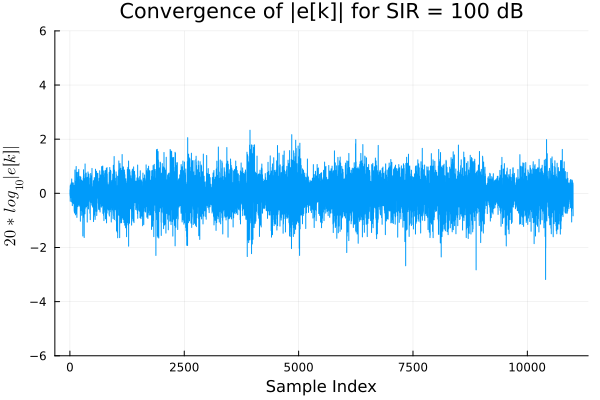 Convergence of |e[k]| for SIR = 100 dB
20 * log₁₀|e[k]|
6
4
2
0
−2
−4
−6
0 2500 5000 7500 10000
Sample Index